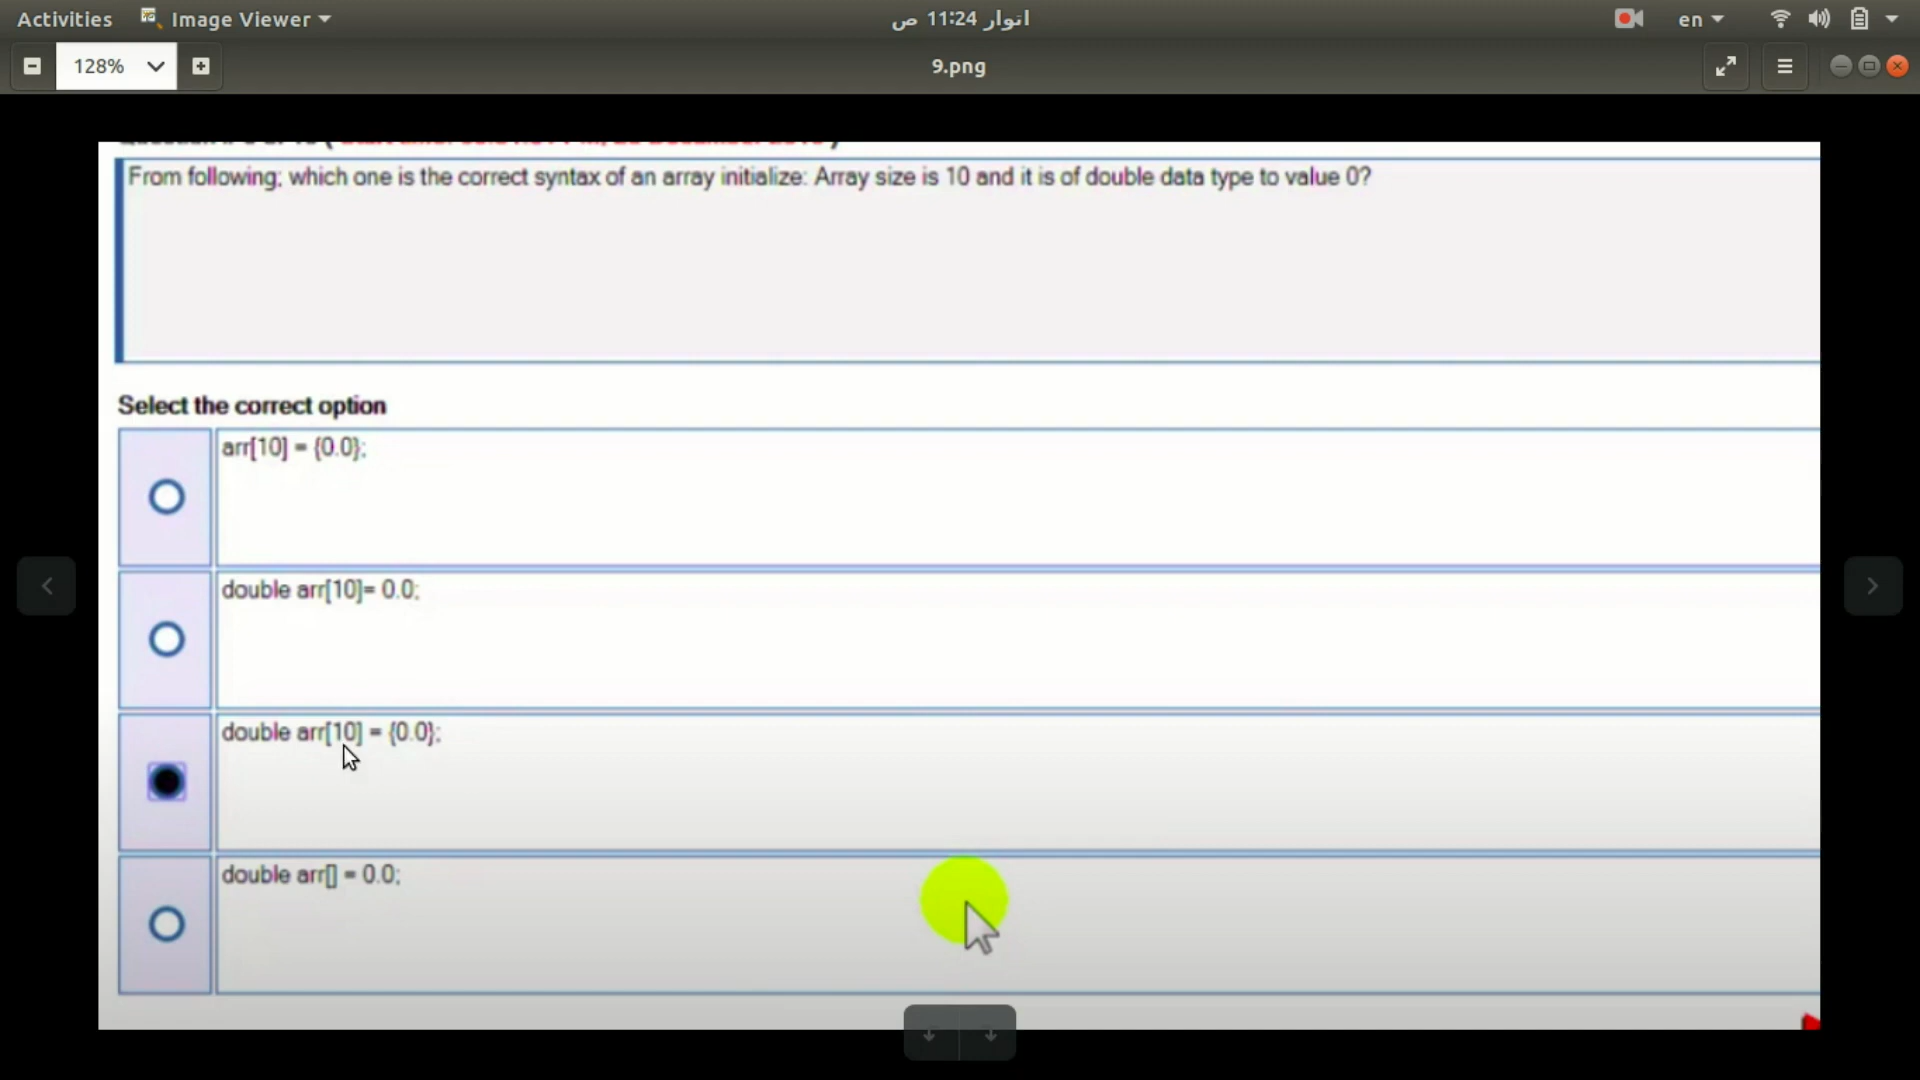 Activities
Image Viewer
اتوار 11:24 ص
en
128%
9.png
From following; which one is the correct syntax of an array initialize: Array size is 10 and it is of double data type to value 0?
Select the correct option
arr[10] = {0.0};
double arr[10]= 0.0;
double arr[10] = {0.0};
double arr[] = 0.0;